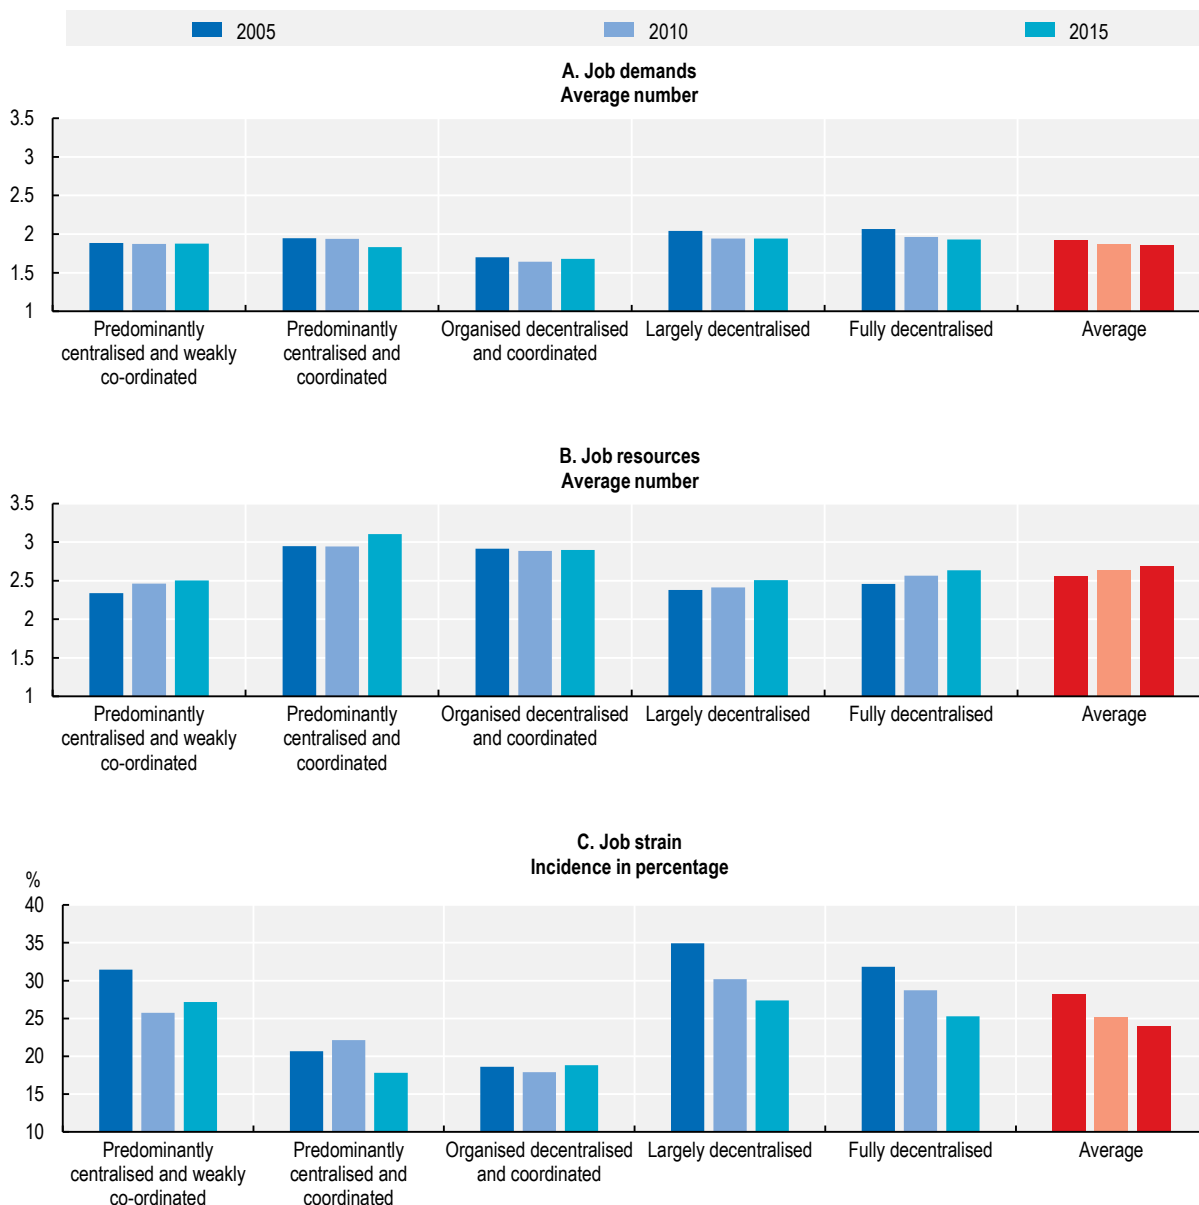 2005 2010 2015
A. Job demands
Average number
3.5
3
2.5
2
1.5
1
Predominantly centralised and weakly co-ordinated
Predominantly centralised and coordinated
Organised decentralised and coordinated
Largely decentralised
Fully decentralised
Average
B. Job resources
Average number
3.5
3
2.5
2
1.5
1
Predominantly centralised and weakly co-ordinated
Predominantly centralised and coordinated
Organised decentralised and coordinated
Largely decentralised
Fully decentralised
Average
C. Job strain
Incidence in percentage
%
40
35
30
25
20
15
10
Predominantly centralised and weakly co-ordinated
Predominantly centralised and coordinated
Organised decentralised and coordinated
Largely decentralised
Fully decentralised
Average